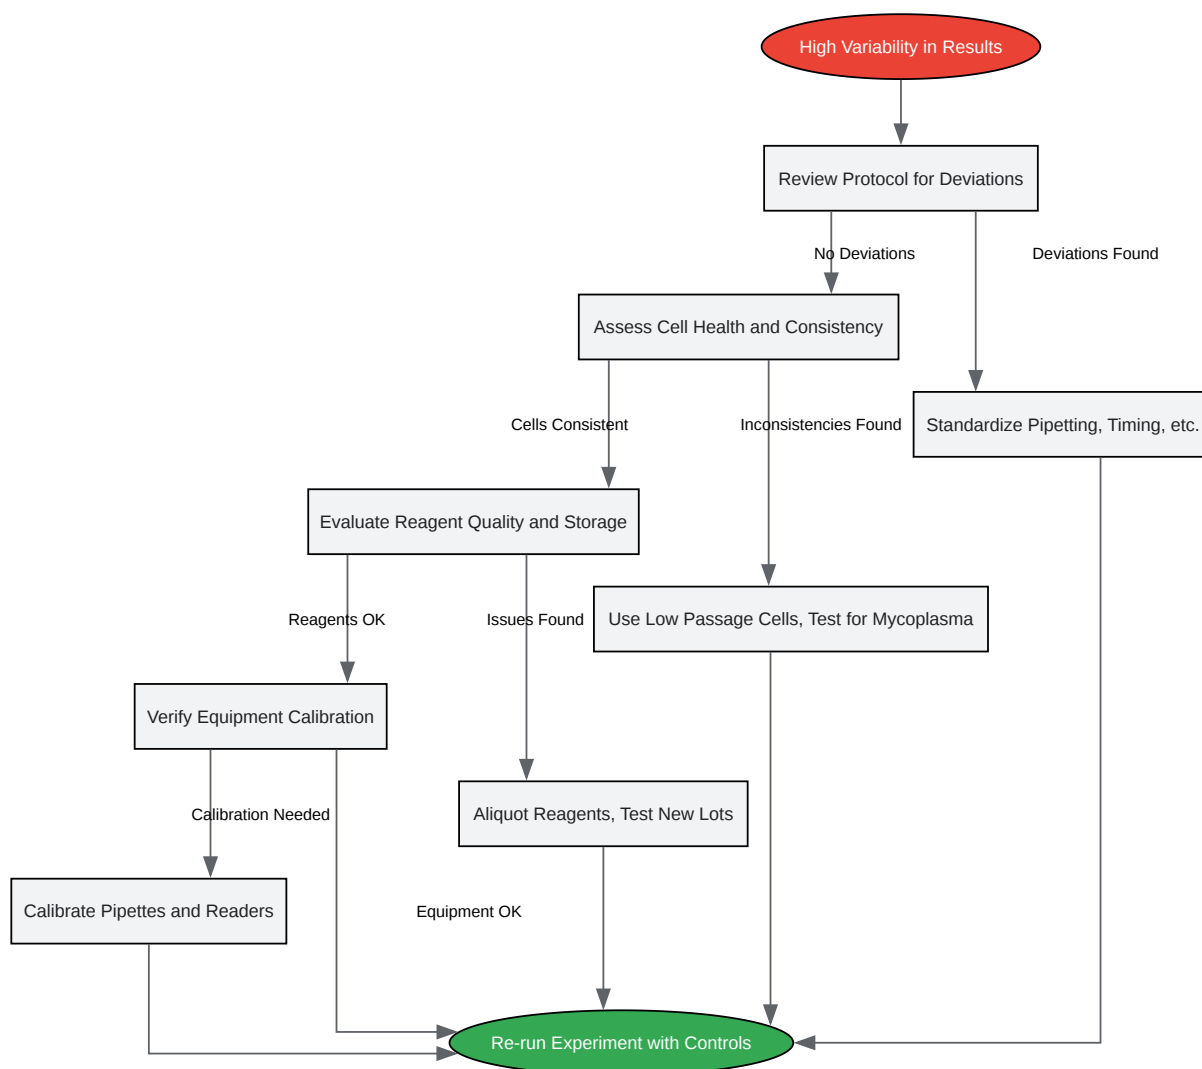 High Variability in Results
Review Protocol for Deviations
No Deviations
Deviations Found
Assess Cell Health and Consistency
Cells Consistent
Inconsistencies Found
Standardize Pipetting, Timing, etc.
Evaluate Reagent Quality and Storage
Reagents OK
Issues Found
Use Low Passage Cells, Test for Mycoplasma
Verify Equipment Calibration
Calibration Needed
Aliquot Reagents, Test New Lots
Calibrate Pipettes and Readers
Equipment OK
Re-run Experiment with Controls